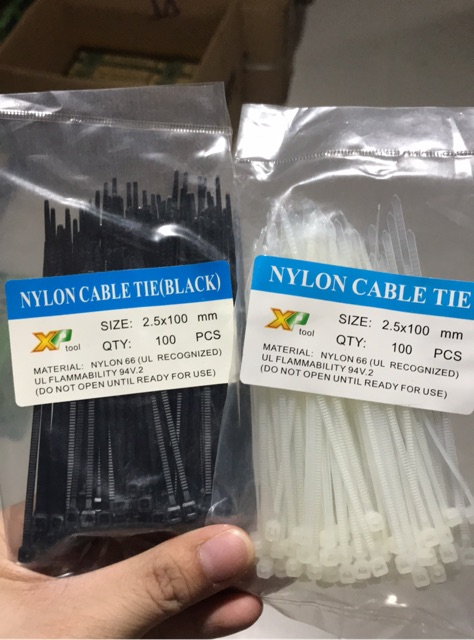 NYLON CABLE TIE(BLACK)
XP tool
SIZE: 2.5x100 mm
QTY: 100 PCS
MATERIAL: NYLON 66 (UL RECOGNIZED)
UL FLAMMABILITY 94V.2
(DO NOT OPEN UNTIL READY FOR USE)
NYLON CABLE TIE
XP tool
SIZE: 2.5x100 mm
QTY: 100 PCS
MATERIAL: NYLON 66 (UL RECOGNIZED)
UL FLAMMABILITY 94V.2
(DO NOT OPEN UNTIL READY FOR USE)